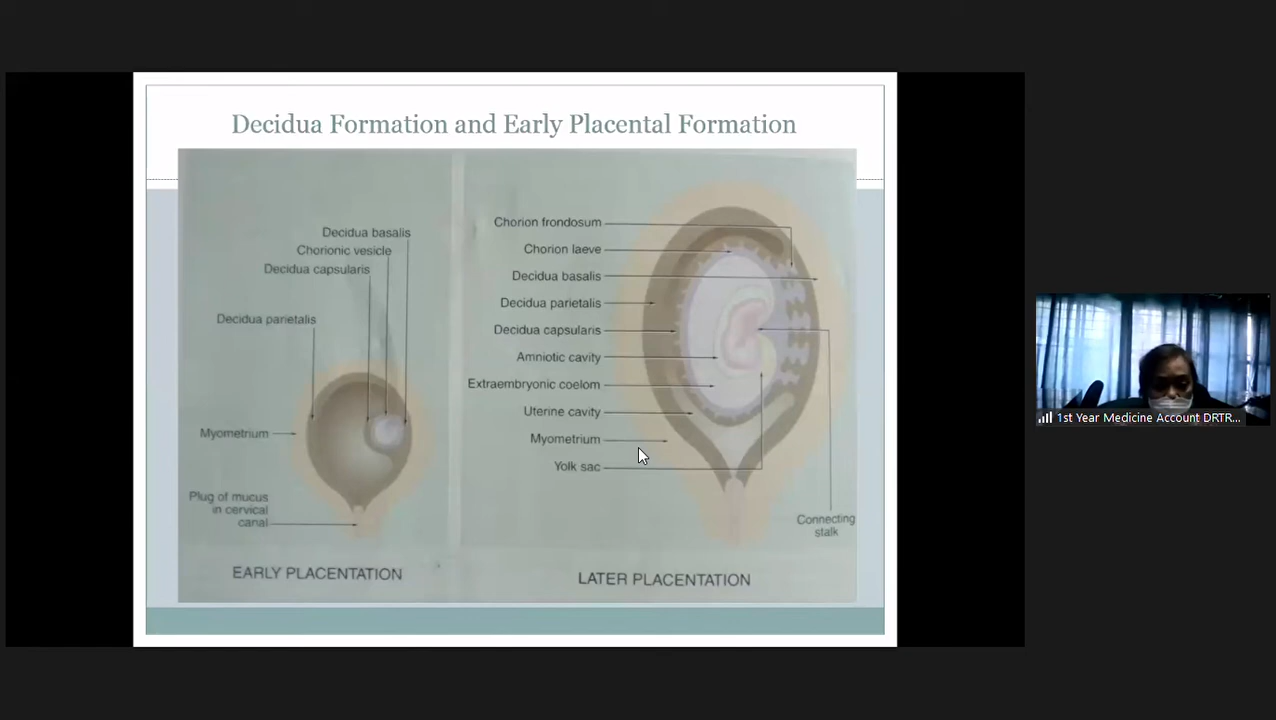 Decidua Formation and Early Placental Formation
Decidua basalis
Chorionic vesicle
Decidua capsularis
Decidua parietalis
Myometrium
Plug of mucus
in cervical
canal
EARLY PLACENTATION
Chorion frondosum
Chorion laeve
Decidua basalis
Decidua parietalis
Decidua capsularis
Amniotic cavity
Extraembryonic coelom
Uterine cavity
Myometrium
Yolk sac
Connecting
stalk
LATER PLACENTATION
1st Year Medicine Account DRTR...